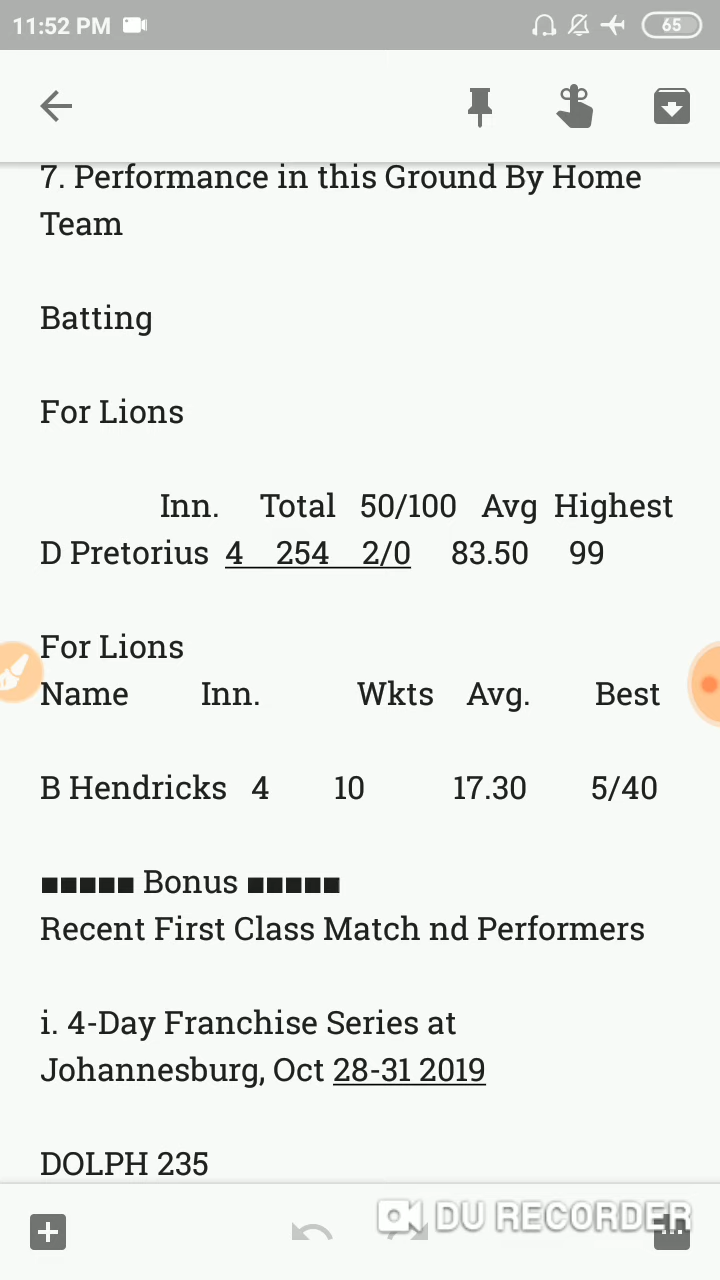 11:52 PM
65
7. Performance in this Ground By Home
Team
Batting
For Lions
Inn. Total 50/100 Avg Highest
D Pretorius 4 254 2/0 83.50 99
For Lions
Name Inn. Wkts Avg. Best
B Hendricks 4 10 17.30 5/40
■■■■■ Bonus ■■■■■
Recent First Class Match nd Performers
i. 4-Day Franchise Series at
Johannesburg, Oct 28-31 2019
DOLPH 235
DU RECORDER